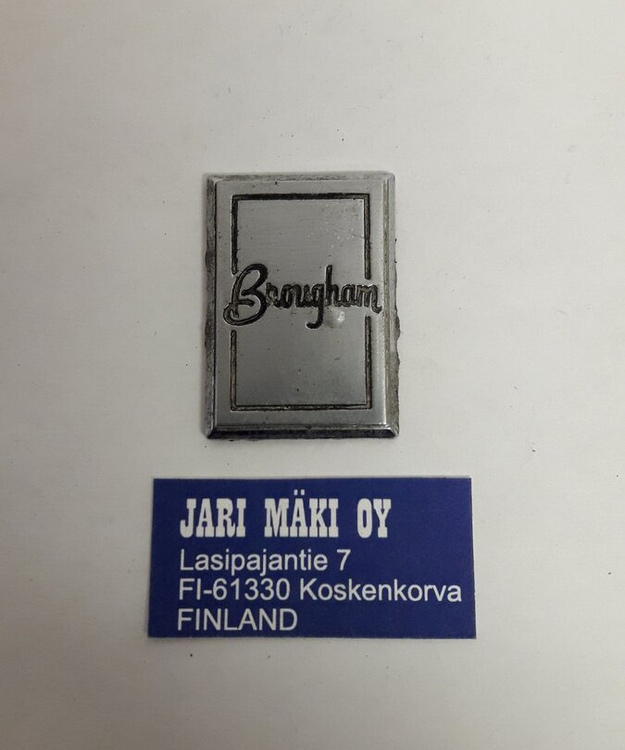 Brougham
JARI MÄKI OY
Lasipajantie 7
FI-61330 Koskenkorva
FINLAND